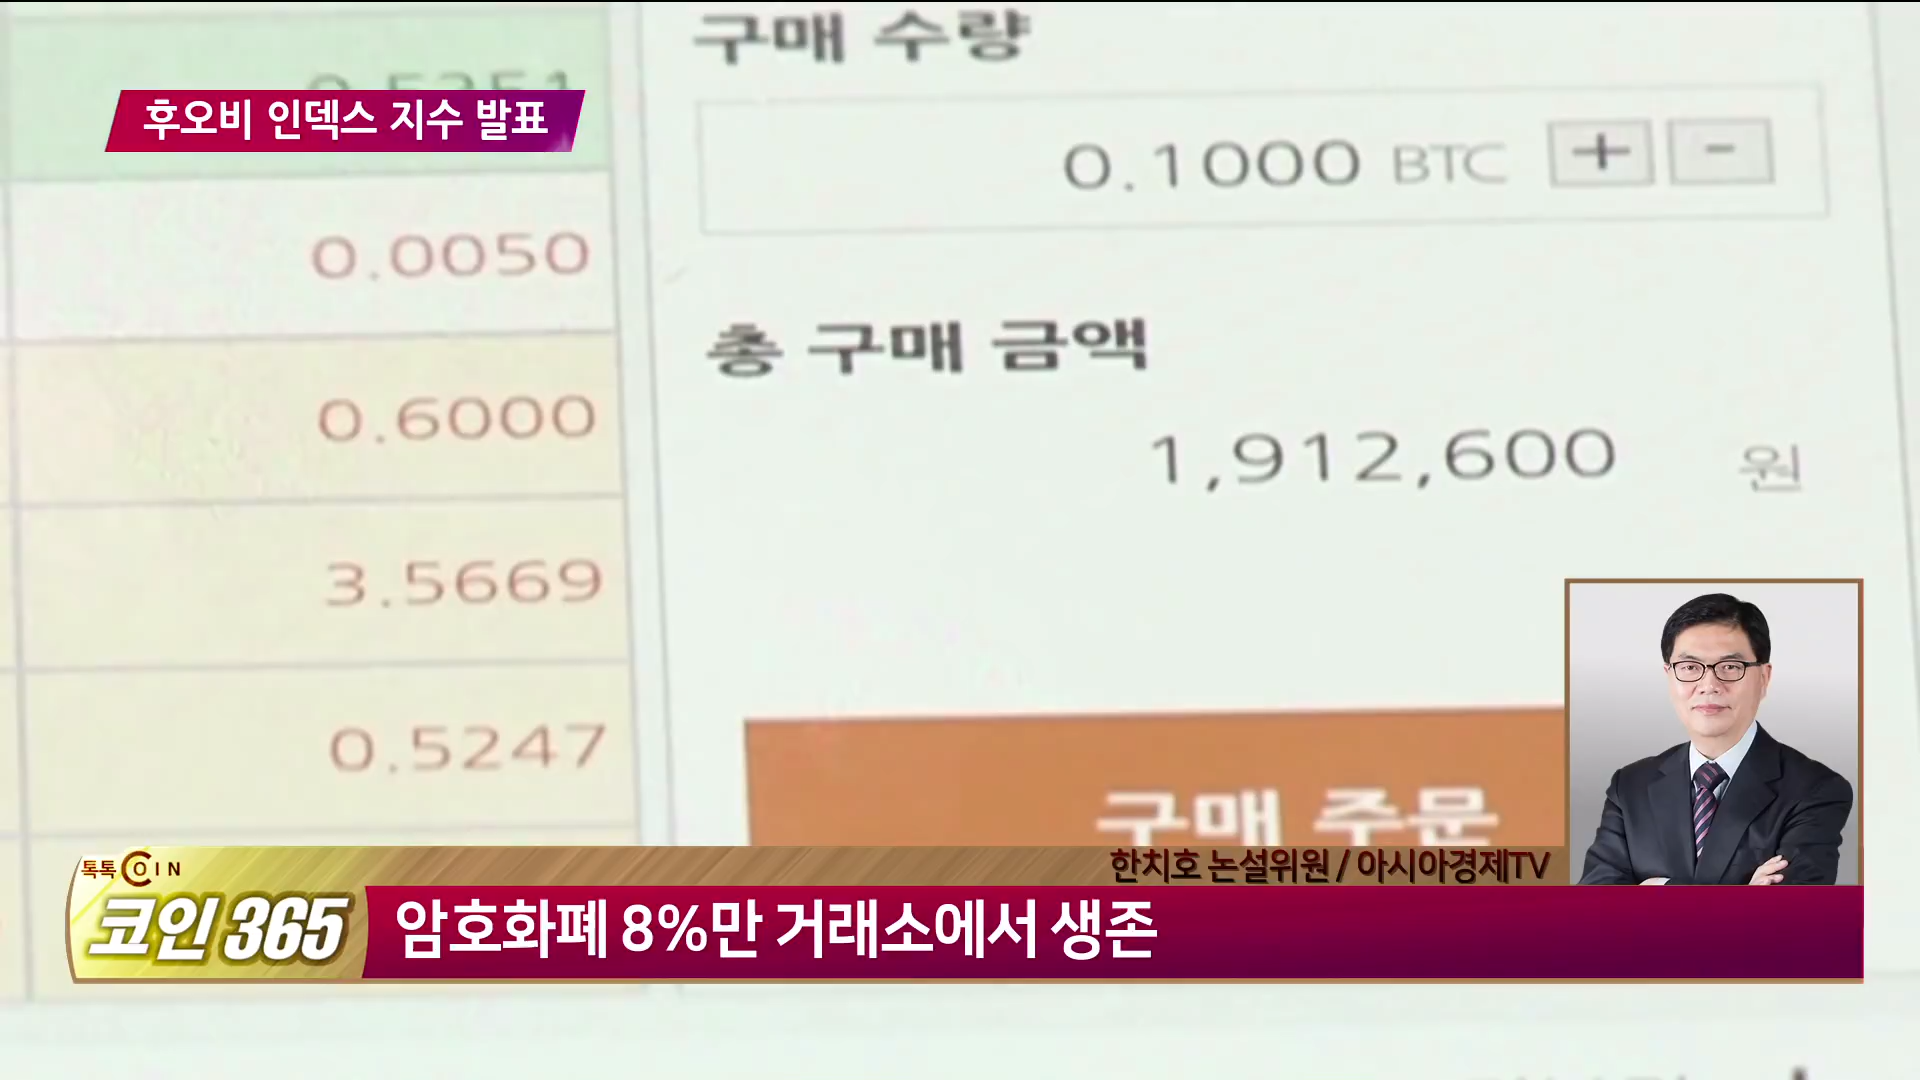 구매 수량
0.5351
후오비 인덱스 지수 발표
0.1000 BTC + -
0.0050
총 구매 금액
0.6000
1,912,600 원
3.5669
0.5247
구매 주문
톡톡 COIN
한치호 논설위원 / 아시아경제TV
코인 365
암호화폐 8%만 거래소에서 생존